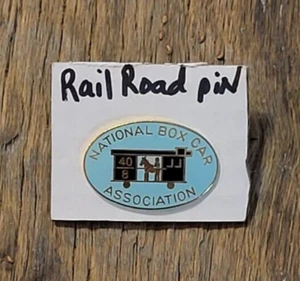 Rail Road piN
NATIONAL BOX CAR
40
8
ASSOCIATION